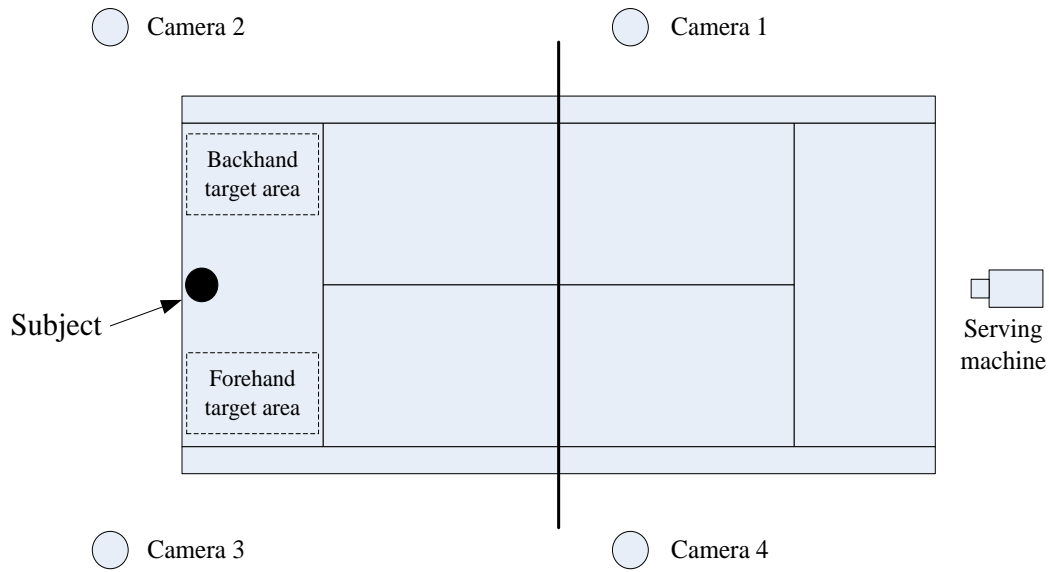 Camera 2
Camera 1
Backhand
target area
Subject
Serving
machine
Forehand
target area
Camera 3
Camera 4